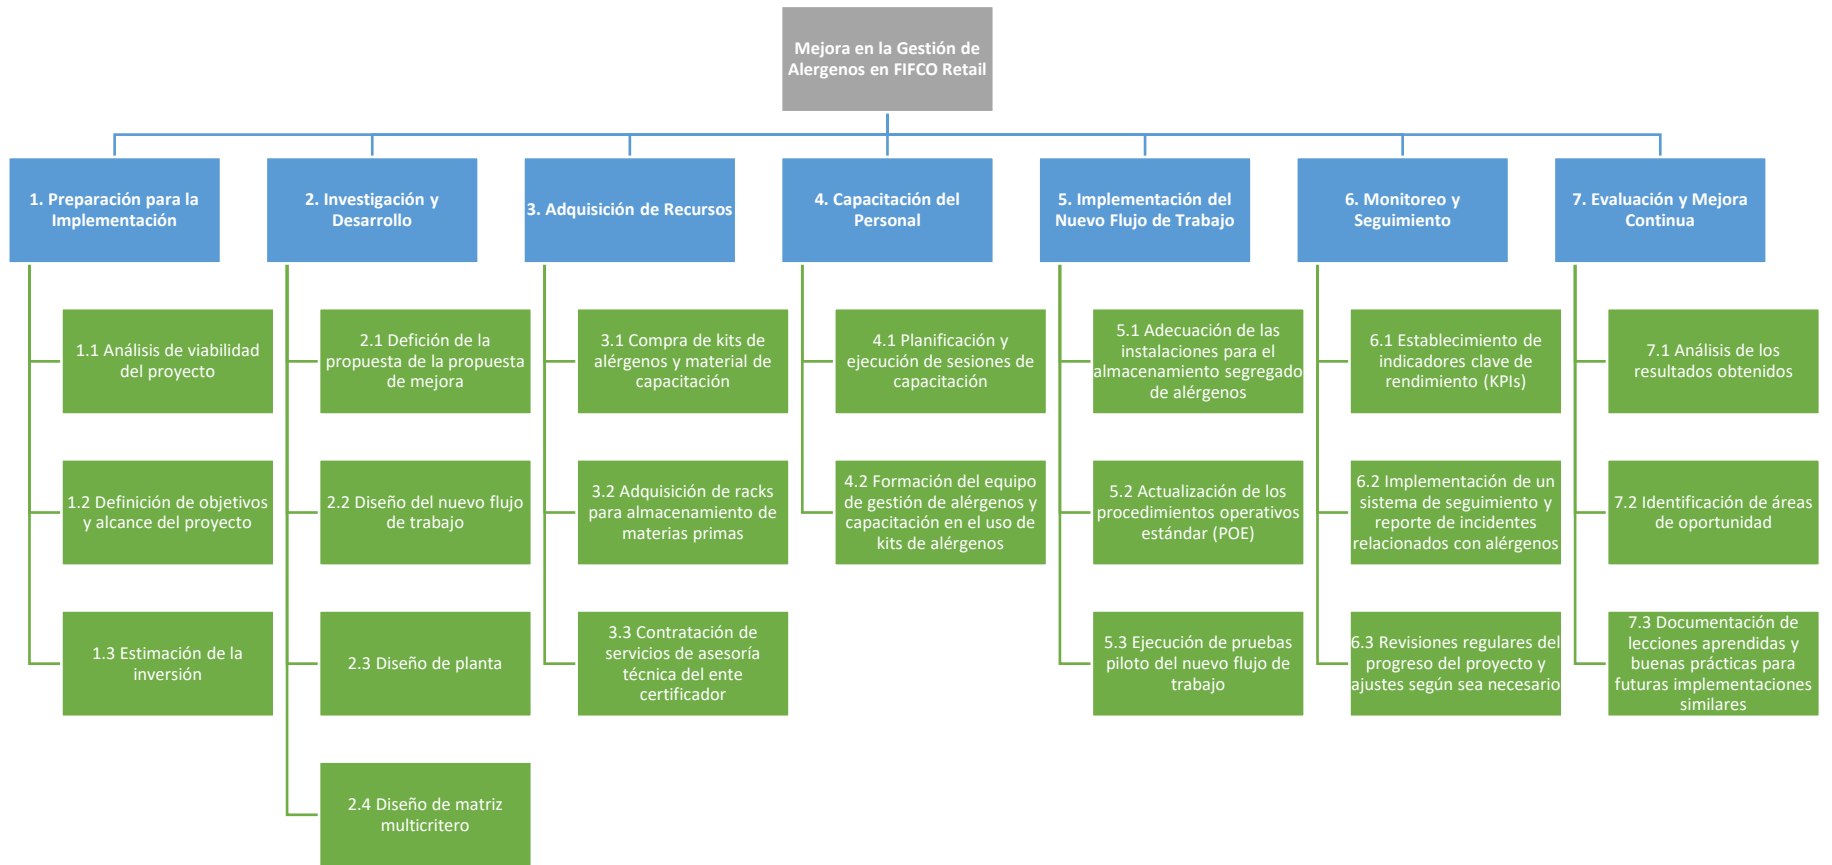 Mejora en la Gestión de
Alergenos en FIFCO Retail
1. Preparación para la
Implementación
1.1 Análisis de viabilidad
del proyecto
1.2 Definición de objetivos
y alcance del proyecto
1.3 Estimación de la
inversión
2. Investigación y
Desarrollo
2.1 Defición de la
propuesta de la propuesta
de mejora
2.2 Diseño del nuevo flujo
de trabajo
2.3 Diseño de planta
2.4 Diseño de matriz
multicritero
3. Adquisición de Recursos
3.1 Compra de kits de
alérgenos y material de
capacitación
3.2 Adquisición de racks
para almacenamiento de
materias primas
3.3 Contratación de
servicios de asesoría
técnica del ente
certificador
4. Capacitación del
Personal
4.1 Planificación y
ejecución de sesiones de
capacitación
4.2 Formación del equipo
de gestión de alérgenos y
capacitación en el uso de
kits de alérgenos
5. Implementación del
Nuevo Flujo de Trabajo
5.1 Adecuación de las
instalaciones para el
almacenamiento segregado
de alérgenos
5.2 Actualización de los
procedimientos operativos
estándar (POE)
5.3 Ejecución de pruebas
piloto del nuevo flujo de
trabajo
6. Monitoreo y
Seguimiento
6.1 Establecimiento de
indicadores clave de
rendimiento (KPIs)
6.2 Implementación de un
sistema de seguimiento y
reporte de incidentes
relacionados con alérgenos
6.3 Revisiones regulares del
progreso del proyecto y
ajustes según sea necesario
7. Evaluación y Mejora
Continua
7.1 Análisis de los
resultados obtenidos
7.2 Identificación de áreas
de oportunidad
7.3 Documentación de
lecciones aprendidas y
buenas prácticas para
futuras implementaciones
similares